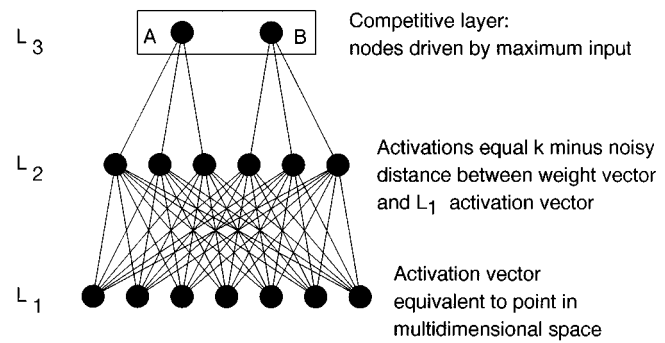 L3
A B
Competitive layer:
nodes driven by maximum input
L2
Activations equal k minus noisy
distance between weight vector
and L1 activation vector
L1
Activation vector
equivalent to point in
multidimensional space